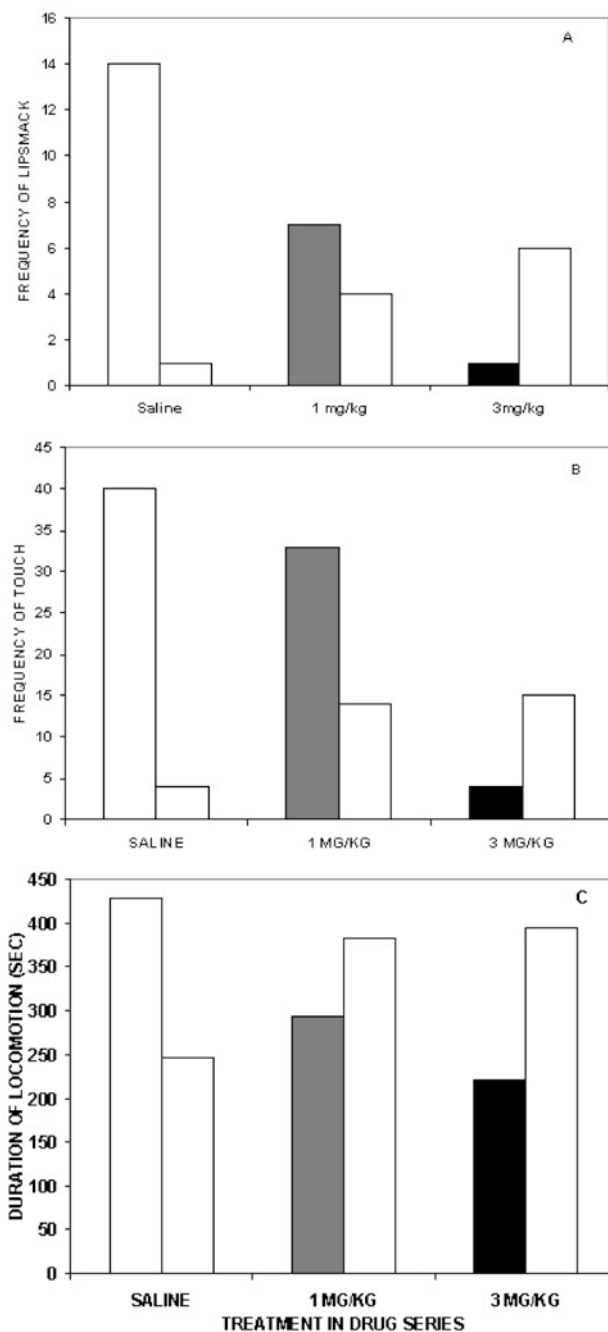 A
FREQUENCY OF LIPSMACK
16
14
12
10
8
6
4
2
0
Saline 1 mg/kg 3mg/kg
B
FREQUENCY OF TOUCH
45
40
35
30
25
20
15
10
5
0
SALINE 1 MG/KG 3 MG/KG
C
DURATION OF LOCOMOTION (SEC)
450
400
350
300
250
200
150
100
50
0
SALINE 1 MG/KG 3 MG/KG
TREATMENT IN DRUG SERIES